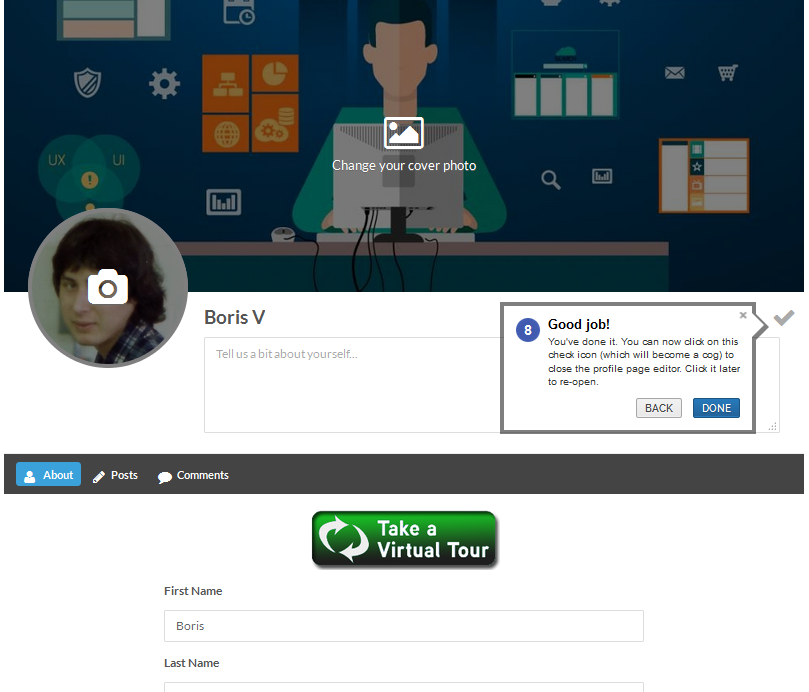 UX
UI
Change your cover photo
Boris V
Tell us a bit about yourself...
8
Good job!
You've done it. You can now click on this
check icon (which will become a cog) to
close the profile page editor. Click it later
to re-open.
BACK
DONE
About
Posts
Comments
Take a
Virtual Tour
First Name
Boris
Last Name